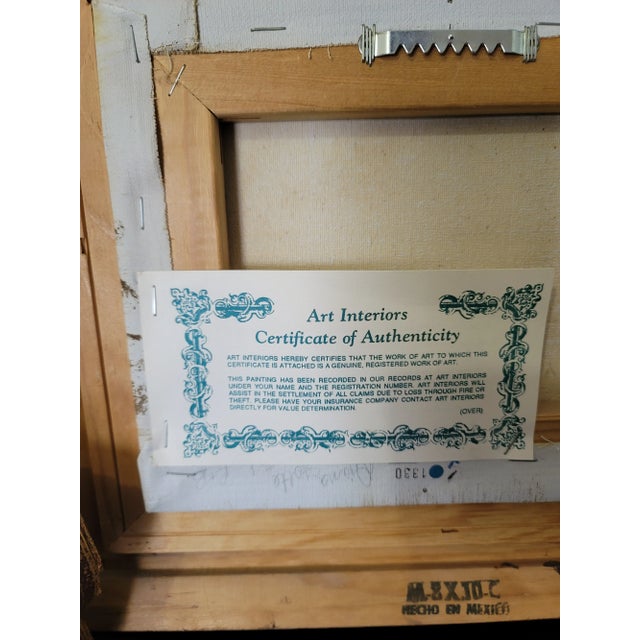 Art Interiors
Certificate of Authenticity
ART INTERIORS HEREBY CERTIFIES THAT THE WORK OF ART TO WHICH THIS
CERTIFICATE IS ATTACHED IS A GENUINE, REGISTERED WORK OF ART.
THIS PAINTING HAS BEEN RECORDED IN OUR RECORDS AT ART INTERIORS
UNDER YOUR NAME AND THE REGISTRATION NUMBER. ART INTERIORS WILL
ASSIST IN THE SETTLEMENT OF ALL CLAIMS DUE TO LOSS THROUGH FIRE OR
THEFT. PLEASE HAVE YOUR INSURANCE COMPANY CONTACT ART INTERIORS
DIRECTLY FOR VALUE DETERMINATION.
(OVER)
1330
M-8X10-C
HECHO EN MEXICO